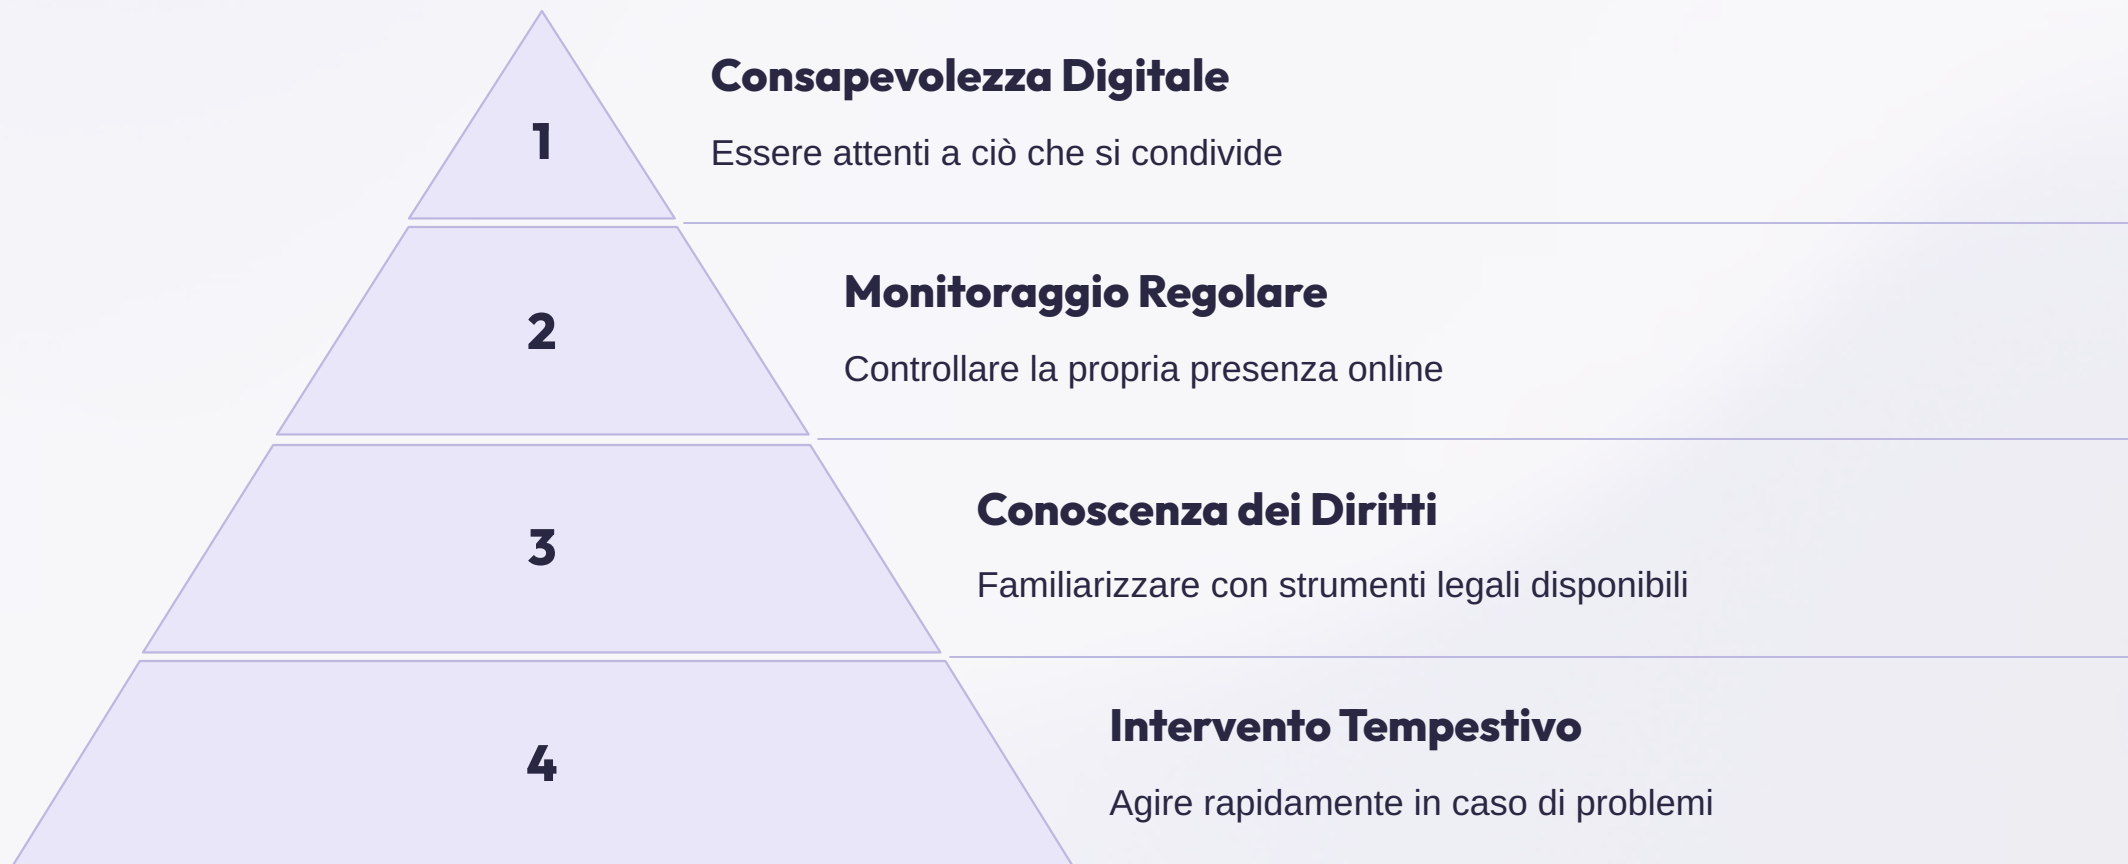 1
Consapevolezza Digitale
Essere attenti a ciò che si condivide
2
Monitoraggio Regolare
Controllare la propria presenza online
3
Conoscenza dei Diritti
Familiarizzare con strumenti legali disponibili
4
Intervento Tempestivo
Agire rapidamente in caso di problemi